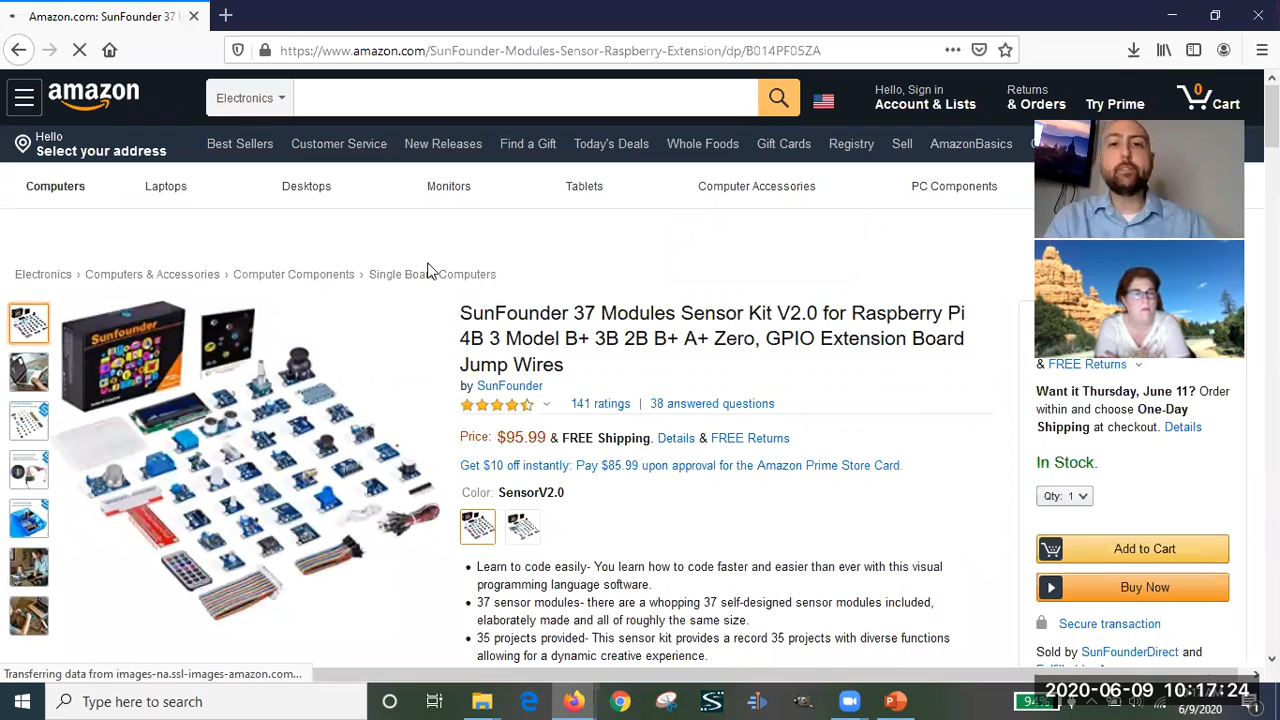 Amazon.com: SunFounder 37
https://www.amazon.com/SunFounder-Modules-Sensor-Raspberry-Extension/dp/B014PF05ZA
amazon
Electronics
Hello, Sign in
Account & Lists
Returns
& Orders
Try Prime
0
Cart
Hello
Select your address
Best Sellers
Customer Service
New Releases
Find a Gift
Today's Deals
Whole Foods
Gift Cards
Registry
Sell
AmazonBasics
Computers
Laptops
Desktops
Monitors
Tablets
Computer Accessories
PC Components
Electronics › Computers & Accessories › Computer Components › Single Board Computers
Sunfounder
SunFounder 37 Modules Sensor Kit V2.0 for Raspberry Pi
4B 3 Model B+ 3B 2B B+ A+ Zero, GPIO Extension Board
Jump Wires
by SunFounder
141 ratings | 38 answered questions
Price: $95.99 & FREE Shipping. Details & FREE Returns
Get $10 off instantly: Pay $85.99 upon approval for the Amazon Prime Store Card.
Color: SensorV2.0
• Learn to code easily- You learn how to code faster and easier than ever with this visual
programming language software.
• 37 sensor modules- there are a whopping 37 self-designed sensor modules included,
elaborately made and all of roughly the same size.
• 35 projects provided- This sensor kit provides a record 35 projects with diverse functions
allowing for a dynamic creative experience.
& FREE Returns
Want it Thursday, June 11? Order
within and choose One-Day
Shipping at checkout. Details
In Stock.
Qty: 1
Add to Cart
Buy Now
Secure transaction
Sold by SunFounderDirect and
Transferring data from images-na.ssl-images-amazon.com...
Type here to search
94%
2020-06-09 10:17:24
6/9/2020